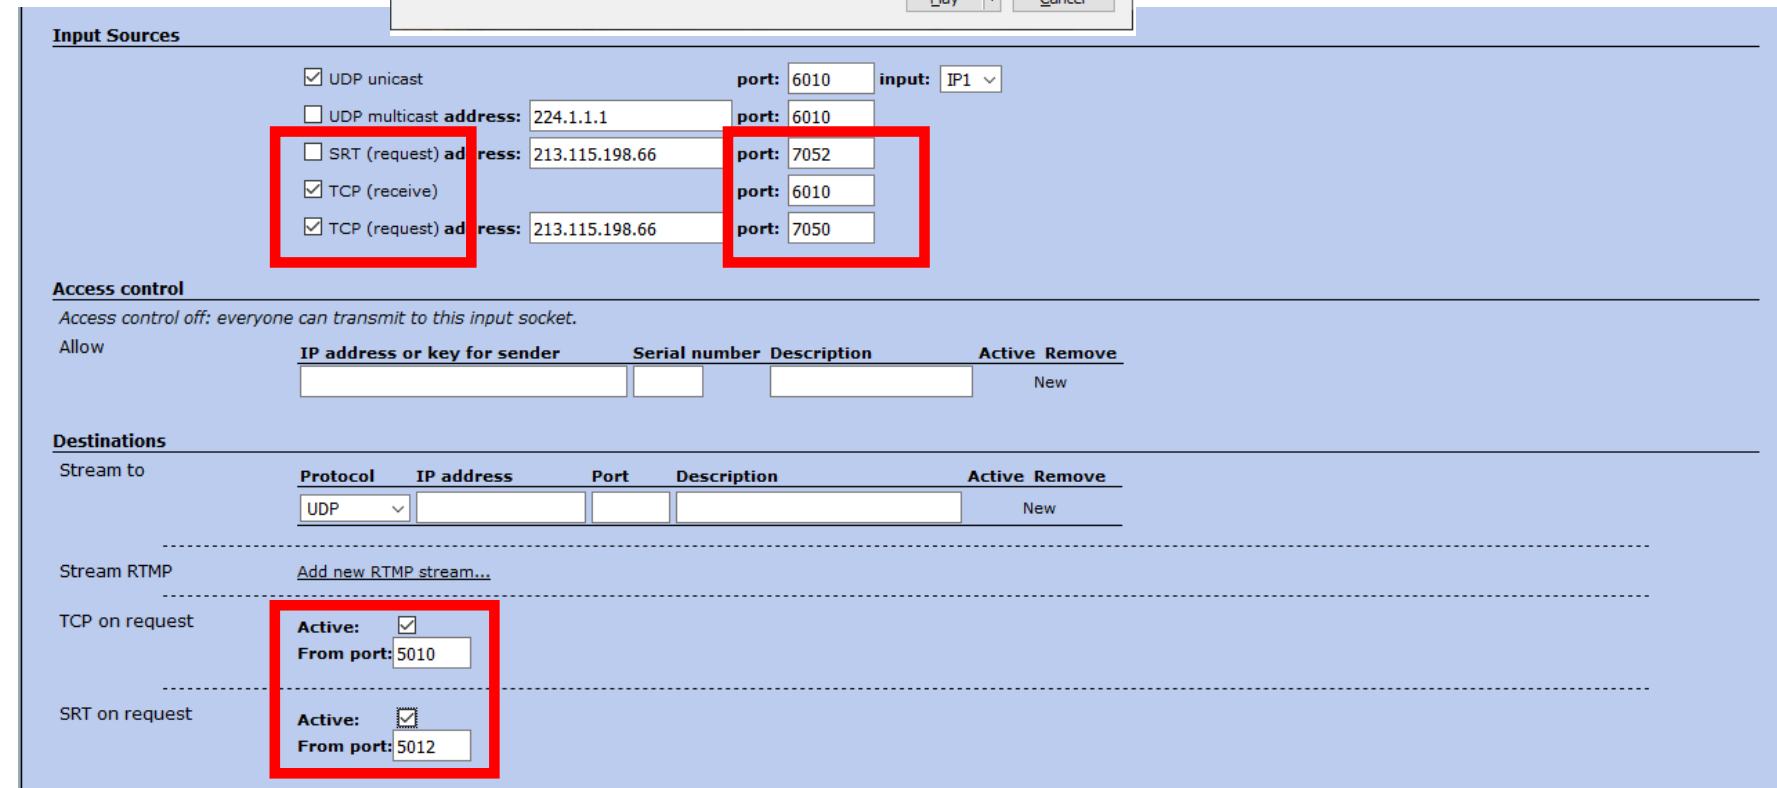 Play Cancel
Input Sources
UDP unicast port: 6010 input: IP1
UDP multicast address: 224.1.1.1 port: 6010
SRT (request) address: 213.115.198.66 port: 7052
TCP (receive) port: 6010
TCP (request) address: 213.115.198.66 port: 7050
Access control
Access control off: everyone can transmit to this input socket.
Allow
IP address or key for sender Serial number Description Active Remove
New
Destinations
Stream to
Protocol IP address Port Description Active Remove
UDP New
Stream RTMP Add new RTMP stream...
TCP on request
Active:
From port: 5010
SRT on request
Active:
From port: 5012